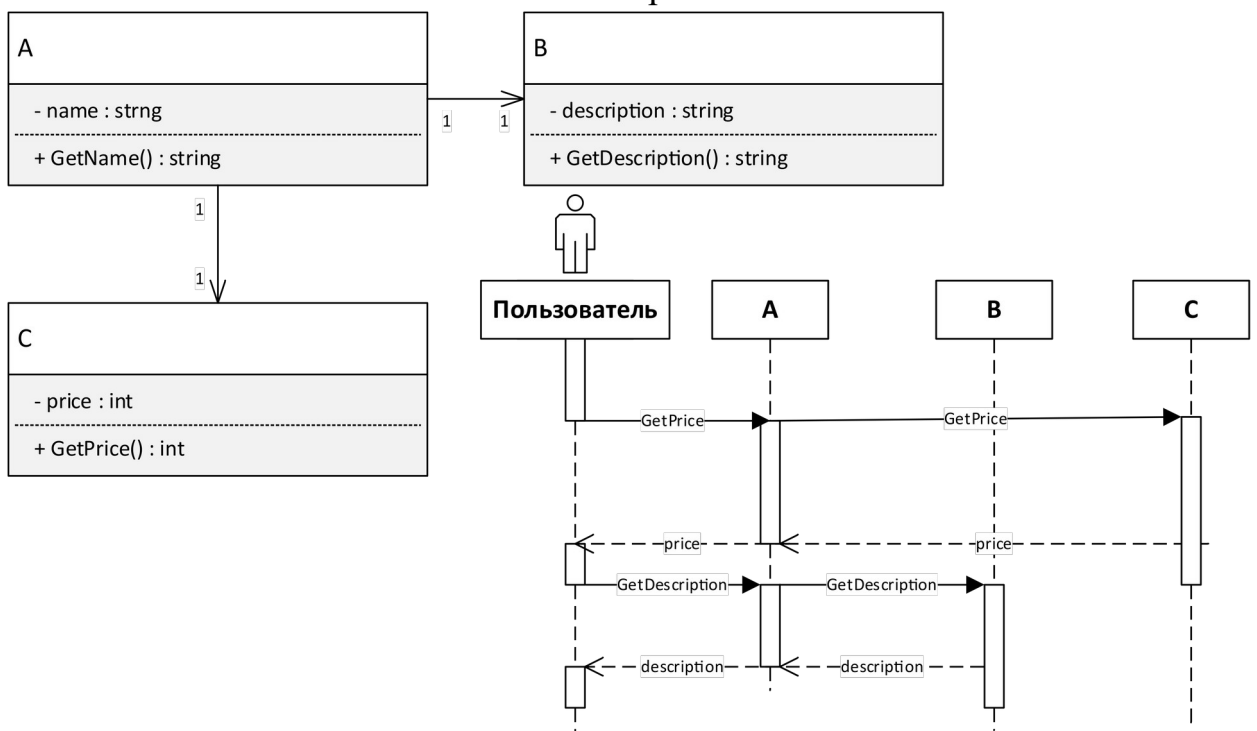 A
- name : strng
+ GetName() : string
1
1
B
- description : string
+ GetDescription() : string
1
1
C
- price : int
+ GetPrice() : int
Пользователь
A
B
C
GetPrice
GetPrice
price
price
GetDescription
GetDescription
description
description